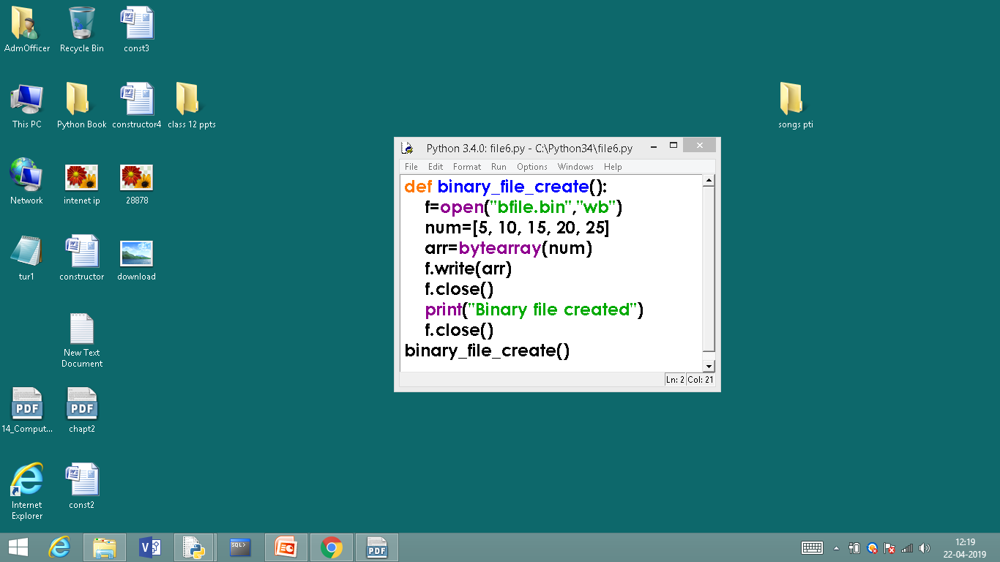 AdmOfficer
Recycle Bin
const3
This PC
Python Book
constructor4
class 12 ppts
songs pti
Network
intenet ip
28878
tur1
constructor
download
New Text
Document
14_Comput...
chapt2
Internet
Explorer
const2
Python 3.4.0: file6.py - C:\Python34\file6.py
File Edit Format Run Options Windows Help
def binary_file_create():
    f=open("bfile.bin","wb")
    num=[5, 10, 15, 20, 25]
    arr=bytearray(num)
    f.write(arr)
    f.close()
    print("Binary file created")
    f.close()
binary_file_create()
Ln: 2 Col: 21
PDF
PDF
SQL>
PDF
12:19
22-04-2019